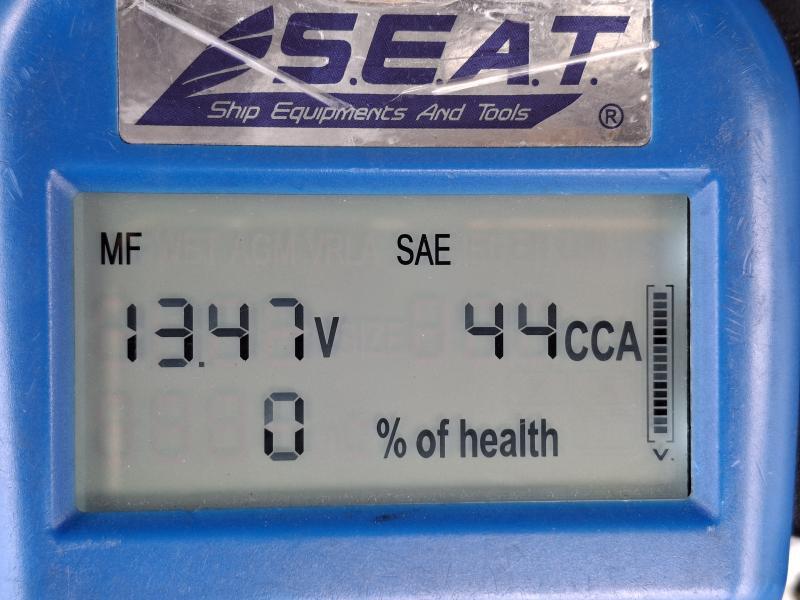 S.E.A.T.
Ship Equipments And Tools ®
MF SAE
13.47 V 44 CCA
0 % of health
V.